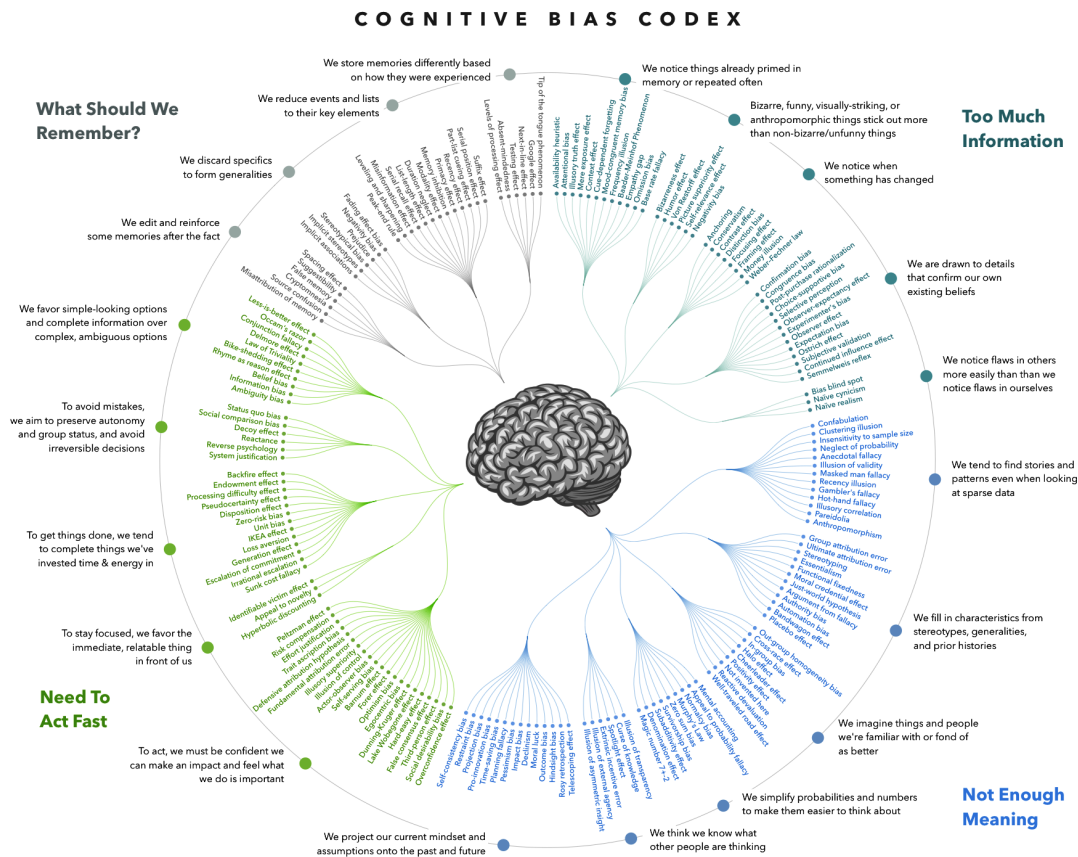 COGNITIVE BIAS CODEX
What Should We
Remember?
We store memories differently based
on how they were experienced
Tip of the tongue phenomenon
Google effect
Next-in-line effect
Testing effect
Absent-mindedness
Levels of processing effect
We reduce events and lists
to their key elements
Suffix effect
Serial position effect
Part-list cueing effect
Recency effect
Primacy effect
Memory inhibition
Modality effect
Duration neglect
List-length effect
Serial recall effect
Misinformation effect
Leveling and sharpening
Peak-end rule
We discard specifics
to form generalities
Fading affect bias
Negativity bias
Prejudice
Stereotypical bias
Implicit stereotypes
Implicit associations
We edit and reinforce
some memories after the fact
Spacing effect
Suggestibility
False memory
Cryptomnesia
Source confusion
Misattribution of memory
Too Much
Information
We notice things already primed in
memory or repeated often
Availability heuristic
Attentional bias
Illusory truth effect
Mere exposure effect
Context effect
Cue-dependent forgetting
Mood-congruent memory bias
Frequency illusion
Baader-Meinhof Phenomenon
Empathy gap
Omission bias
Base rate fallacy
Bizarre, funny, visually-striking, or
anthropomorphic things stick out more
than non-bizarre/unfunny things
Bizareness effect
Humor effect
Von Restorff effect
Picture superiority effect
Self-relevance effect
Negativity bias
We notice when
something has changed
Anchoring
Conservatism
Contrast effect
Distinction bias
Focusing effect
Framing effect
Money illusion
Weber–Fechner law
We are drawn to details
that confirm our own
existing beliefs
Confirmation bias
Congruence bias
Post-purchase rationalization
Choice-supportive bias
Selective perception
Observer-expectancy effect
Experimenter's bias
Observer effect
Expectation bias
Ostrich effect
Subjective validation
Continued influence effect
Semmelweis reflex
We notice flaws in others
more easily than than we
notice flaws in ourselves
Bias blind spot
Naïve cynicism
Naïve realism
We tend to find stories and
patterns even when looking
at sparse data
Confabulation
Clustering illusion
Insensitivity to sample size
Neglect of probability
Anecdotal fallacy
Illusion of validity
Masked man fallacy
Recency illusion
Gambler's fallacy
Hot-hand fallacy
Illusory correlation
Pareidolia
Anthropomorphism
We fill in characteristics from
stereotypes, generalities,
and prior histories
Group attribution error
Ultimate attribution error
Stereotyping
Essentialism
Functional fixedness
Moral credential effect
Just-world hypothesis
Argument from fallacy
Authority bias
Automation bias
Bandwagon effect
Placebo effect
We imagine things and people
we're familiar with or fond of
as better
Out-group homogeneity bias
Cross-race effect
In-group bias
Halo effect
Cheerleader effect
Positivity effect
Not invented here
Reactive devaluation
Well-traveled road effect
Not Enough
Meaning
We simplify probabilities and numbers
to make them easier to think about
Mental accounting
Appeal to probability fallacy
Normalcy bias
Murphy's Law
Zero sum bias
Survivorship bias
Subadditivity effect
Denomination effect
Magic number 7+-2
We think we know what
other people are thinking
Illusion of transparency
Curse of knowledge
Spotlight effect
Extrinsic incentive error
Illusion of external agency
Illusion of asymmetric insight
We project our current mindset and
assumptions onto the past and future
Telescoping effect
Rosy retrospection
Hindsight bias
Outcome bias
Moral luck
Declinism
Impact bias
Pessimism bias
Planning fallacy
Time-saving bias
Pro-innovation bias
Projection bias
Restraint bias
Self-consistency bias
We favor simple-looking options
and complete information over
complex, ambiguous options
Less-is-better effect
Occam's razor
Conjunction fallacy
Delmore effect
Law of Triviality
Bike-shedding effect
Rhyme as reason effect
Belief bias
Information bias
Ambiguity bias
To avoid mistakes,
we aim to preserve autonomy
and group status, and avoid
irreversible decisions
Status quo bias
Social comparison bias
Decoy effect
Reactance
Reverse psychology
System justification
To get things done, we tend
to complete things we've
invested time & energy in
Backfire effect
Endowment effect
Processing difficulty effect
Pseudocertainty effect
Disposition effect
Zero-risk bias
Unit bias
IKEA effect
Loss aversion
Generation effect
Escalation of commitment
Irrational escalation
Sunk cost fallacy
To stay focused, we favor the
immediate, relatable thing
in front of us
Identifiable victim effect
Appeal to novelty
Hyperbolic discounting
Need To
Act Fast
To act, we must be confident we
can make an impact and feel what
we do is important
Peltzman effect
Risk compensation
Effort justification
Trait ascription bias
Defensive attribution hypothesis
Fundamental attribution error
Illusory superiority
Illusion of control
Actor-observer bias
Self-serving bias
Barnum effect
Forer effect
Optimism bias
Egocentric bias
Dunning-Kruger effect
Lake Wobegone effect
Hard-easy effect
False consensus effect
Third-person effect
Social desirability bias
Overconfidence effect